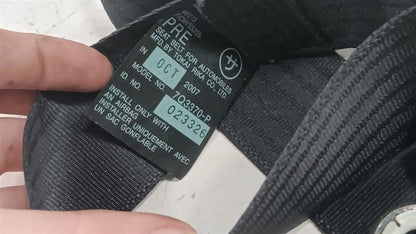 PRE
サ
SEAT BELT FOR AUTOMOBILES
MFD BY TOKAI RIKA CO., LTD
IN OCT 2007
MODEL NO. 7Q3370-P
ID. NO. 023326
INSTALL ONLY WITH
AN AIRBAG
INSTALLER UNIQUEMENT AVEC
UN SAC GONFLABLE